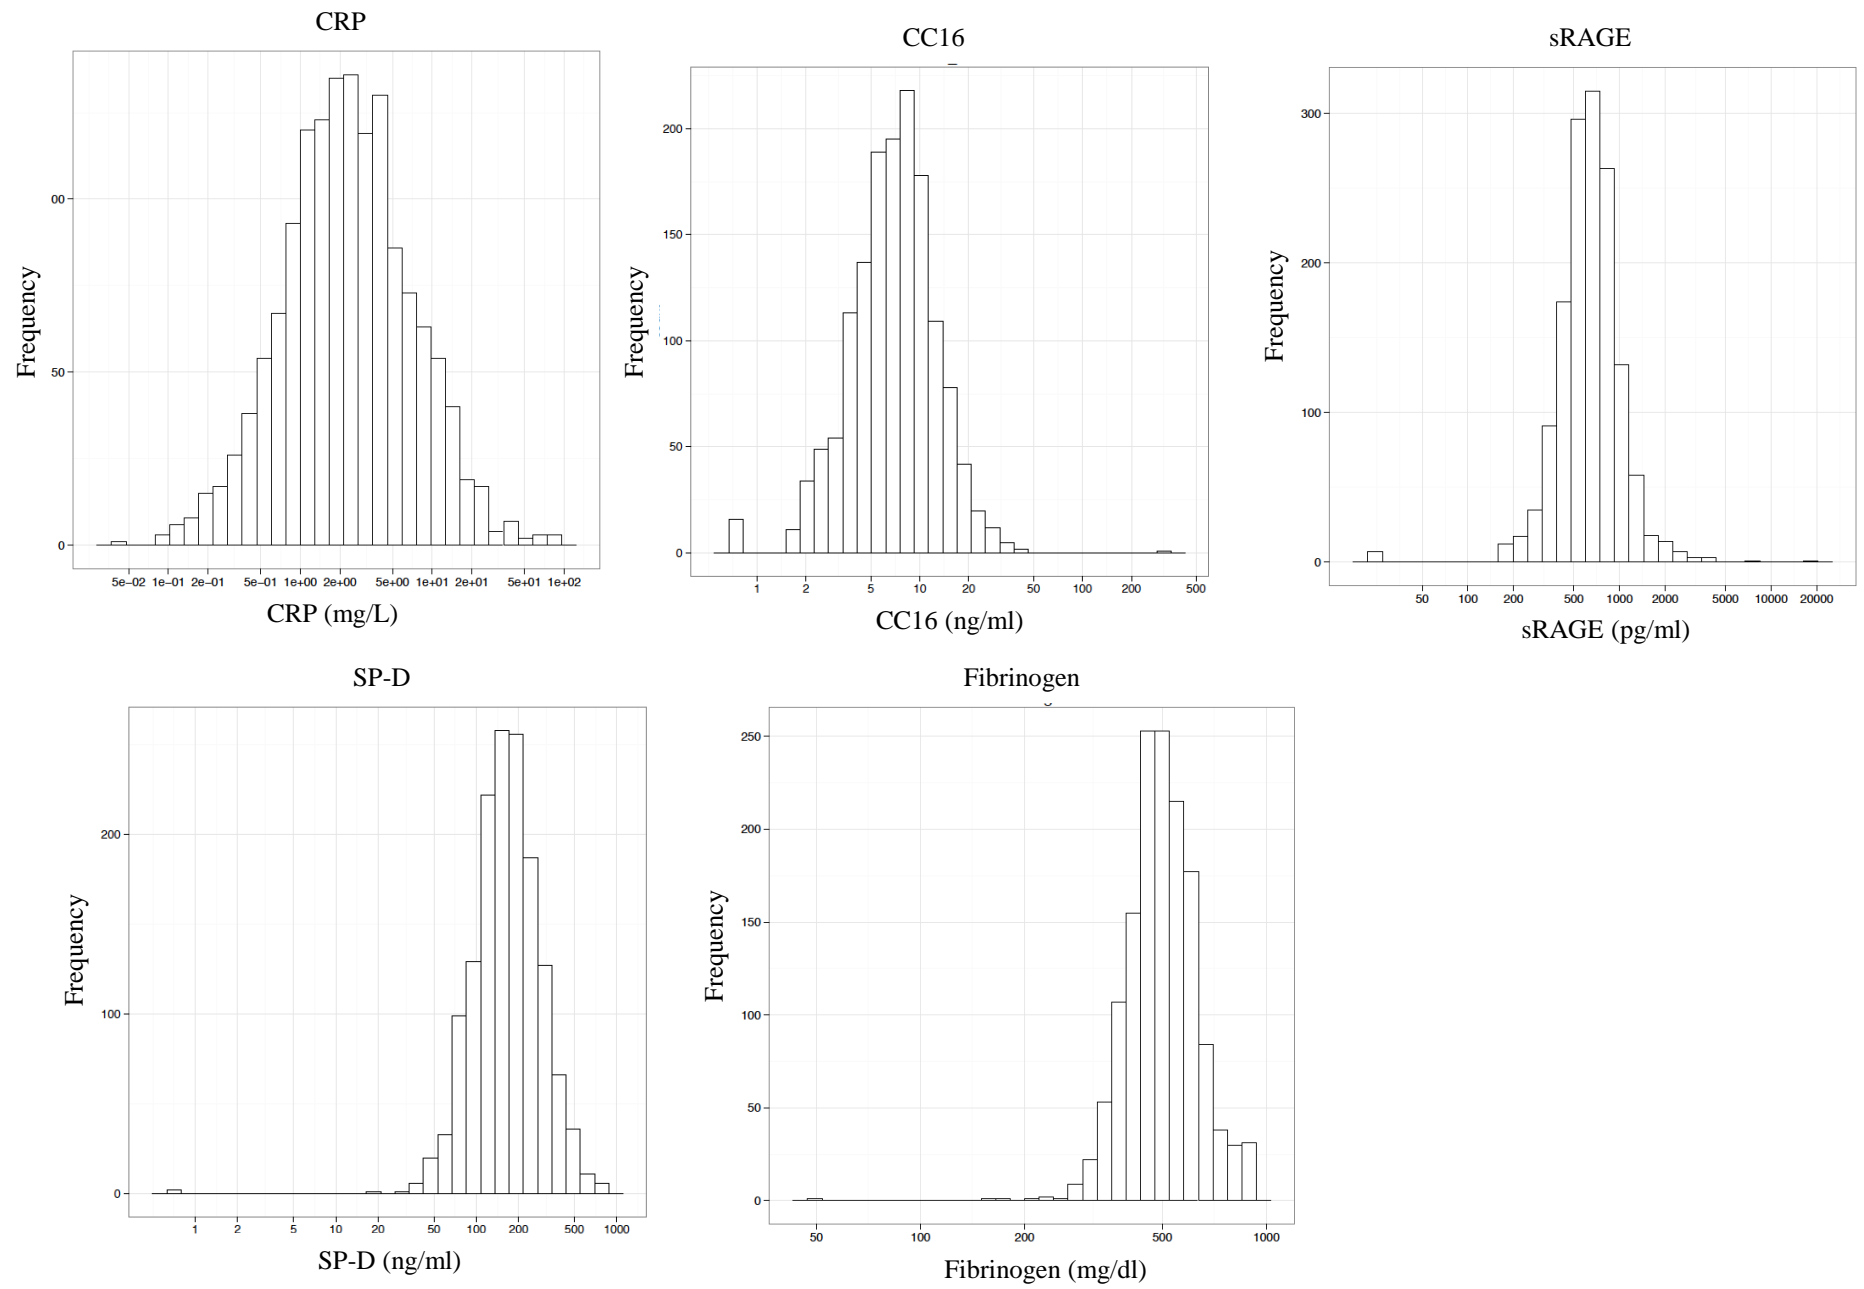 CRP
CC16
sRAGE
00
50
0
Frequency
5e−02 1e−01 2e−01 5e−01 1e+00 2e+00 5e+00 1e+01 2e+01 5e+01 1e+02
CRP (mg/L)
200
150
100
50
0
Frequency
1 2 5 10 20 50 100 200 500
CC16 (ng/ml)
300
200
100
0
Frequency
50 100 200 500 1000 2000 5000 10000 20000
sRAGE (pg/ml)
SP-D
Fibrinogen
200
100
0
Frequency
1 2 5 10 20 50 100 200 500 1000
SP-D (ng/ml)
250
200
150
100
50
0
Frequency
50 100 200 500 1000
Fibrinogen (mg/dl)